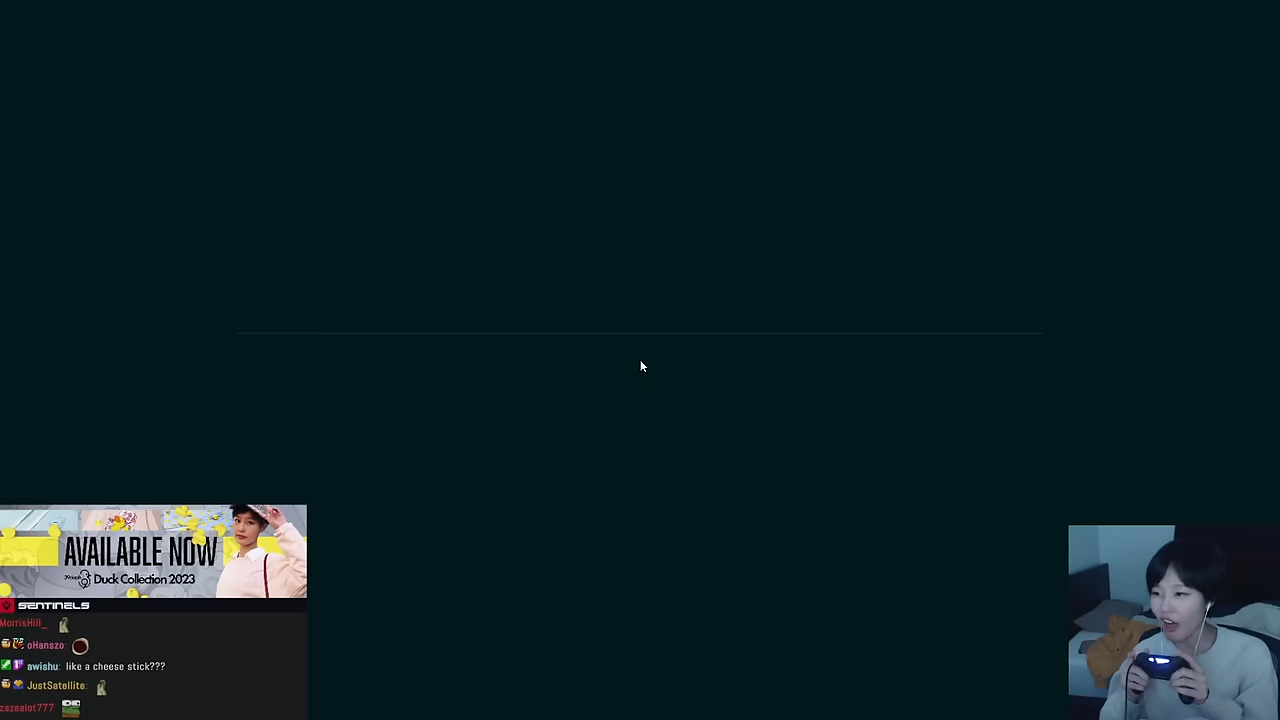 AVAILABLE NOW
Duck Collection 2023
SENTINELS
MorrisHill_
oHanszo:
awishu: like a cheese stick???
JustSatellite:
zazealot777